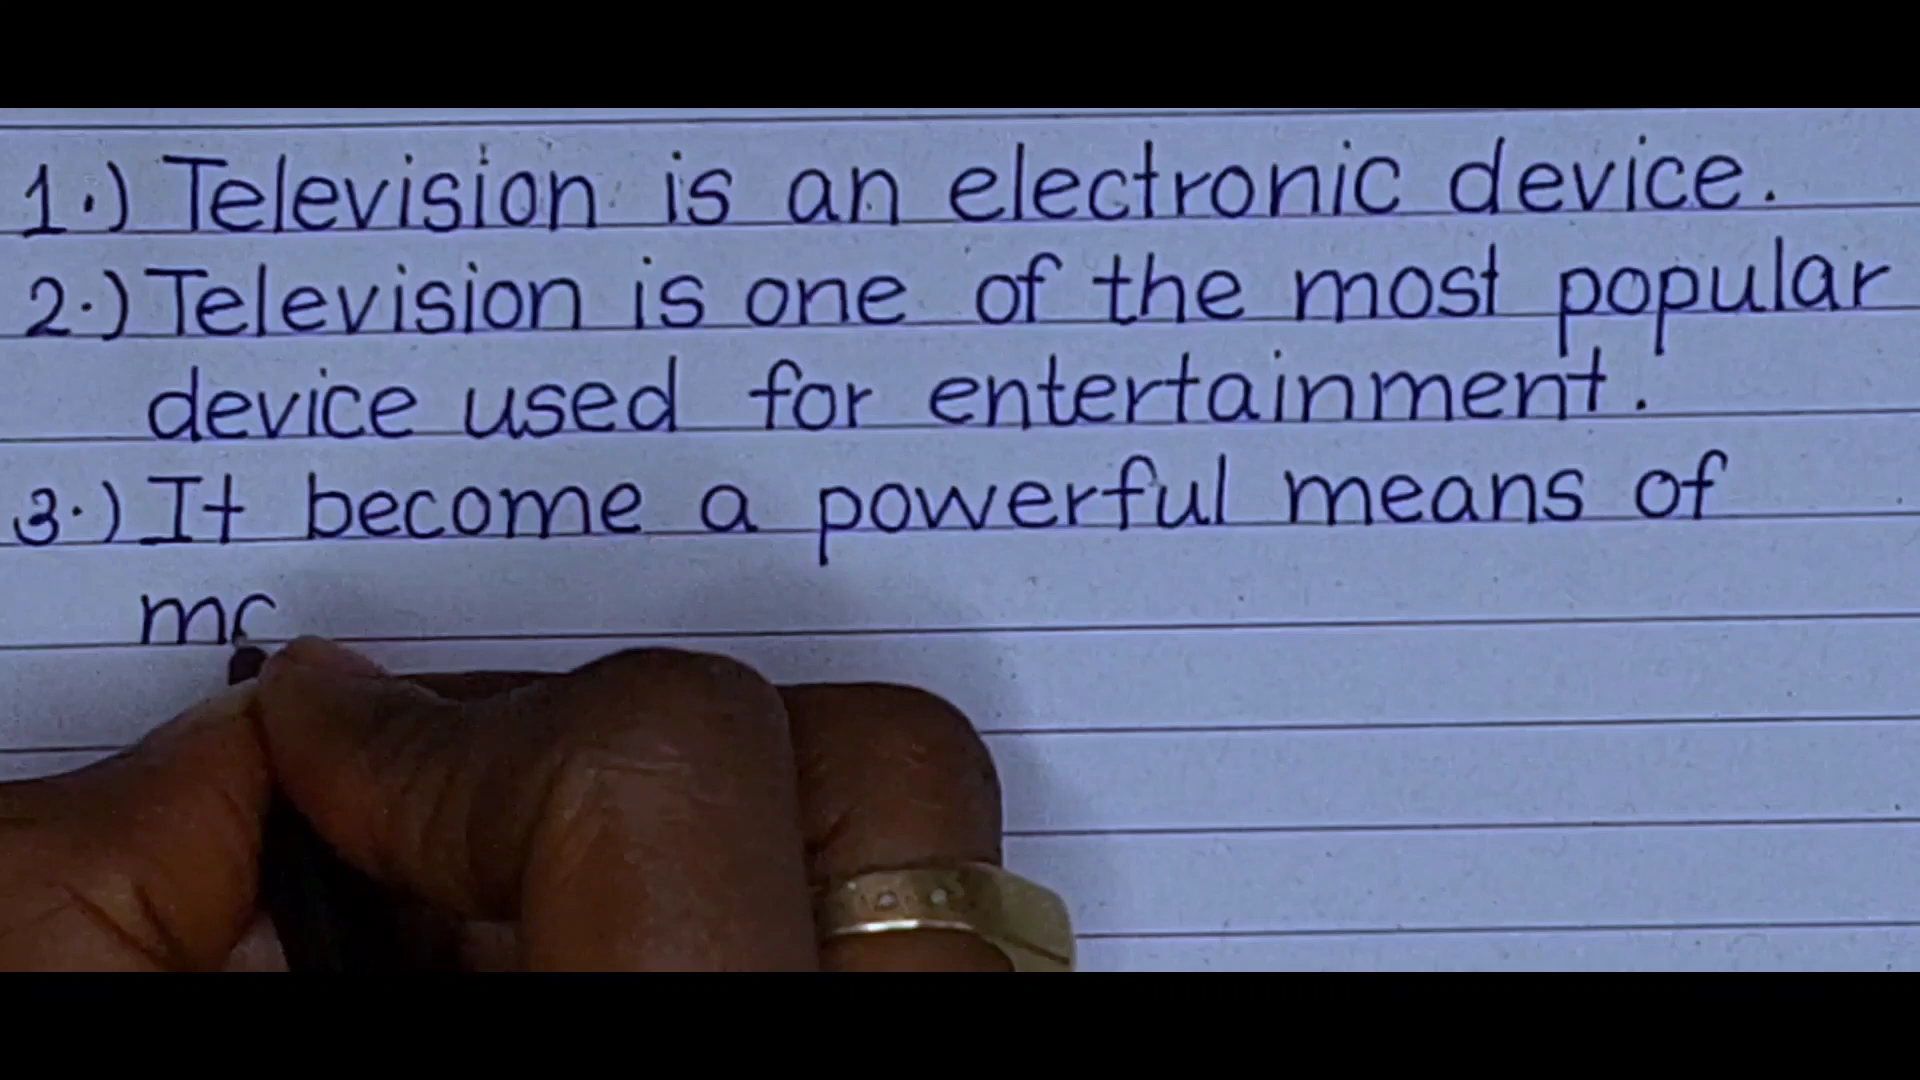 1.) Television is an electronic device.
2.) Television is one of the most popular
device used for entertainment.
3.) It become a powerful means of